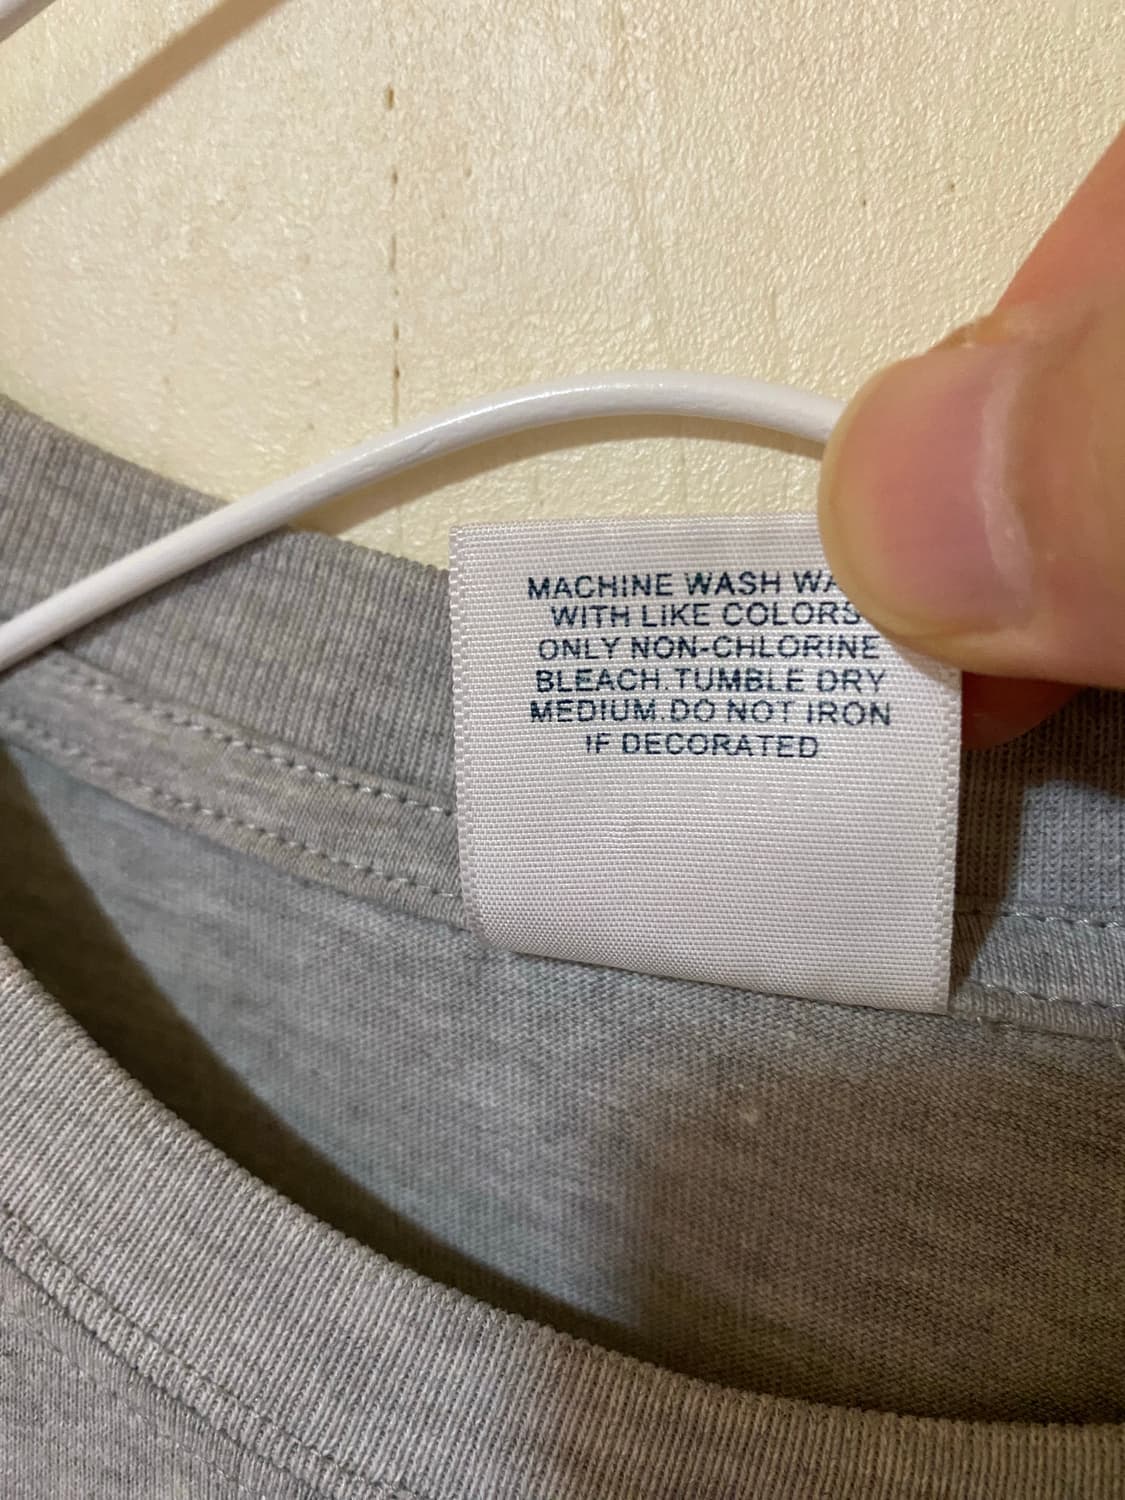 MACHINE WASH
WITH LIKE COLORS
ONLY NON-CHLORINE
BLEACH.TUMBLE DRY
MEDIUM.DO NOT IRON
IF DECORATED